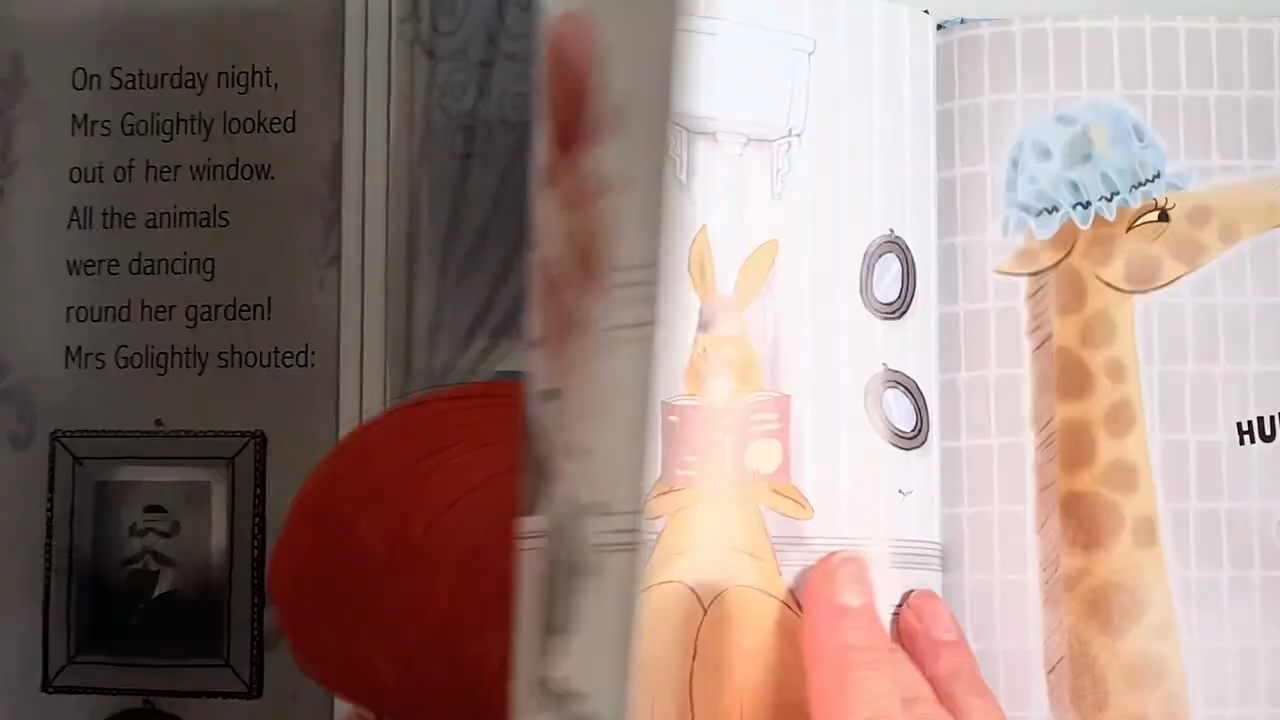 On Saturday night,
Mrs Golightly looked
out of her window.
All the animals
were dancing
round her garden!
Mrs Golightly shouted: